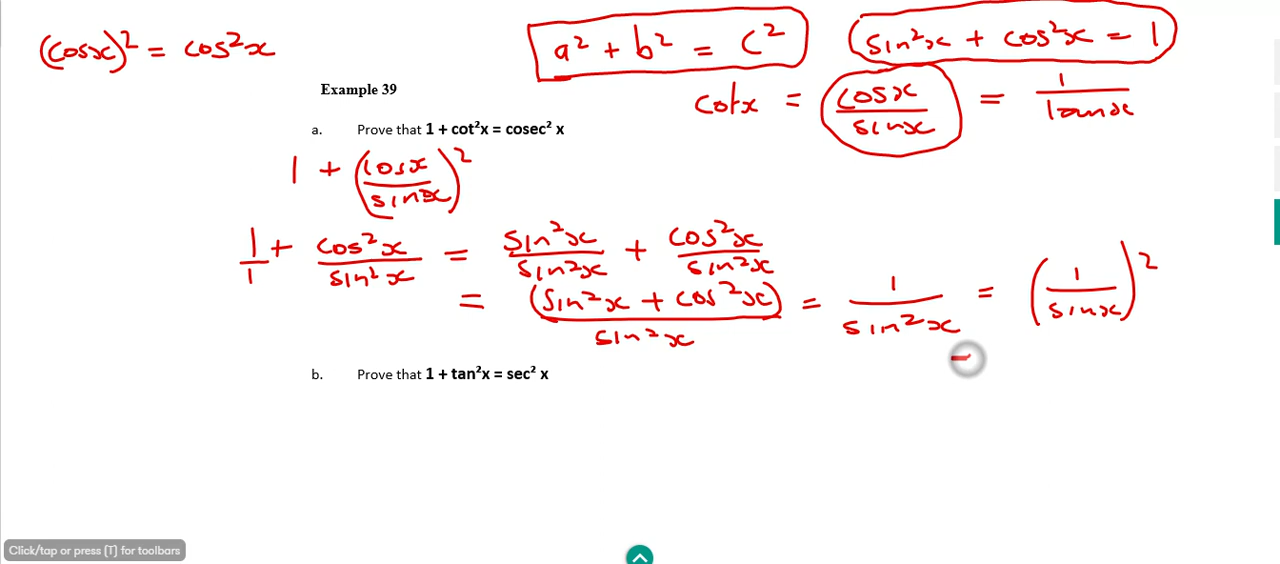 (cosx)² = cos²x
a² + b² = c²
sin²x + cos²x = 1
cotx = cosx/sinx = 1/tanx
Example 39
a. Prove that 1 + cot²x = cosec² x
1 + (cosx/sinx)²
1/1 + cos²x/sin²x = sin²x/sin²x + cos²x/sin²x
= (sin²x + cos²x)/sin²x = 1/sin²x = (1/sinx)²
b. Prove that 1 + tan²x = sec² x
Click/tap or press [T] for toolbars